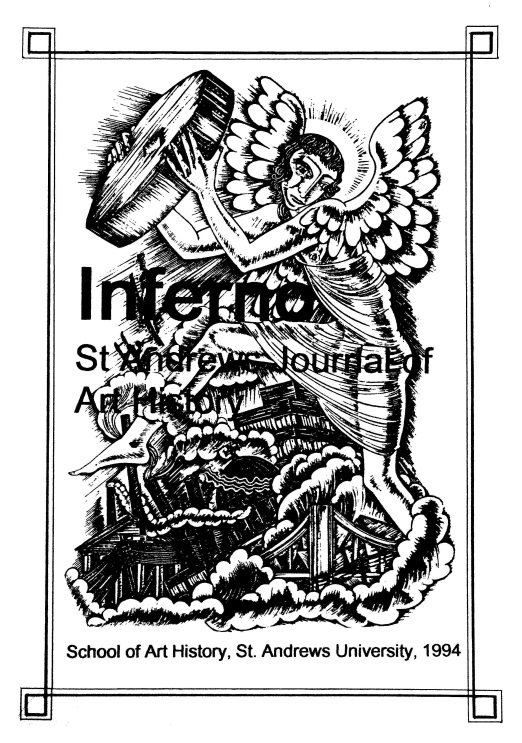 Inferno
St Andrews Journal of
Art History
School of Art History, St. Andrews University, 1994